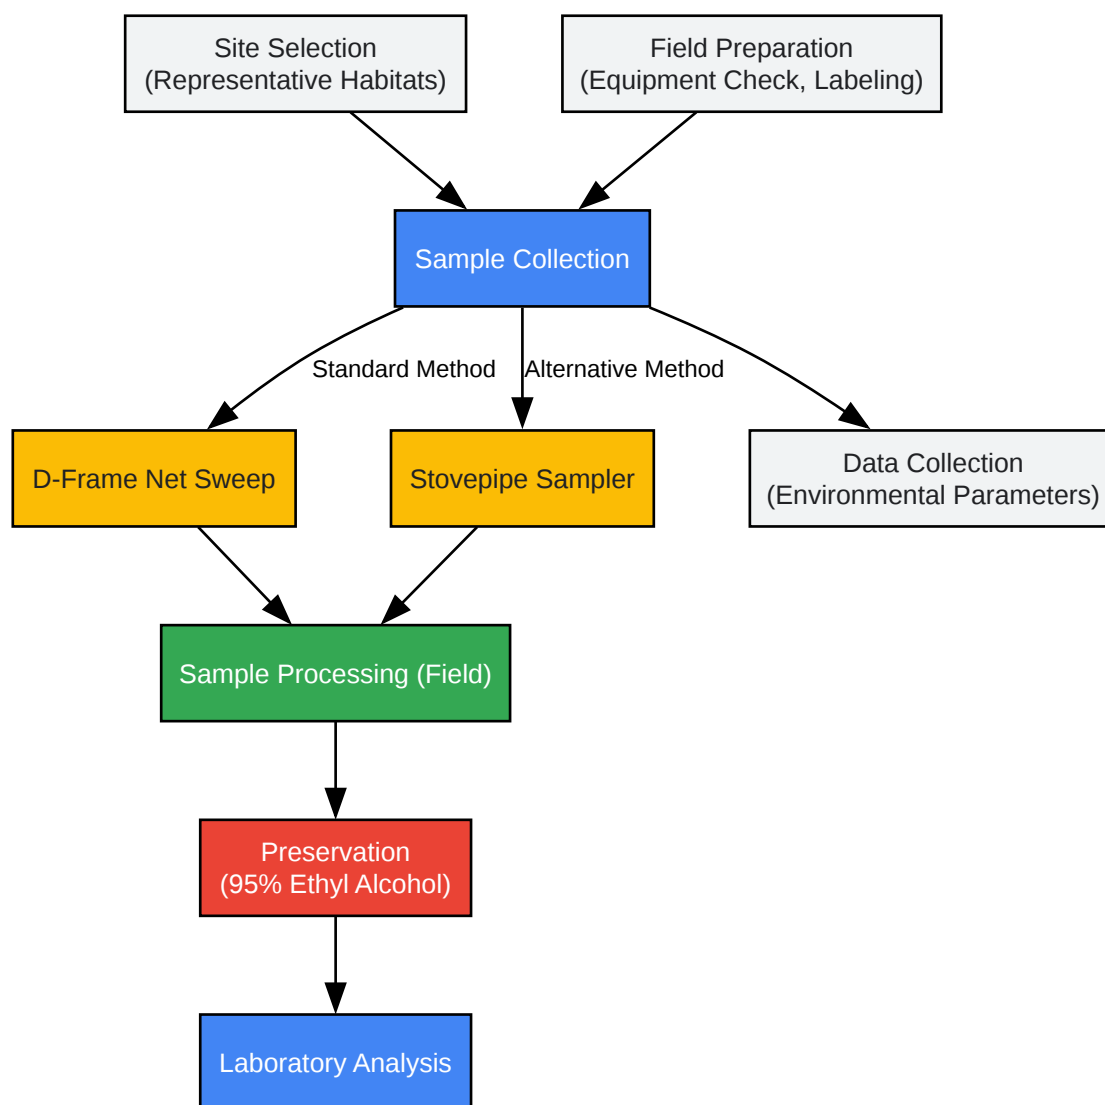 Site Selection
(Representative Habitats)
Field Preparation
(Equipment Check, Labeling)
Sample Collection
Standard Method
Alternative Method
D-Frame Net Sweep
Stovepipe Sampler
Data Collection
(Environmental Parameters)
Sample Processing (Field)
Preservation
(95% Ethyl Alcohol)
Laboratory Analysis